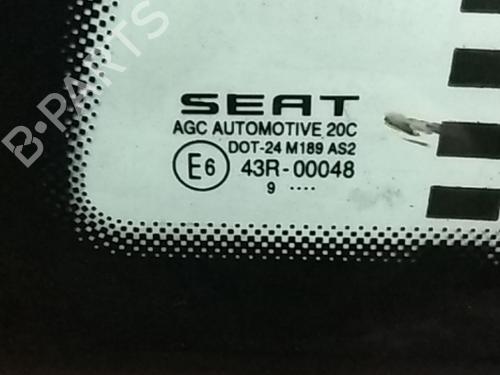 B-PARTS
SEAT
AGC AUTOMOTIVE 20C
DOT-24 M189 AS2
E6 43R-00048
9 ....